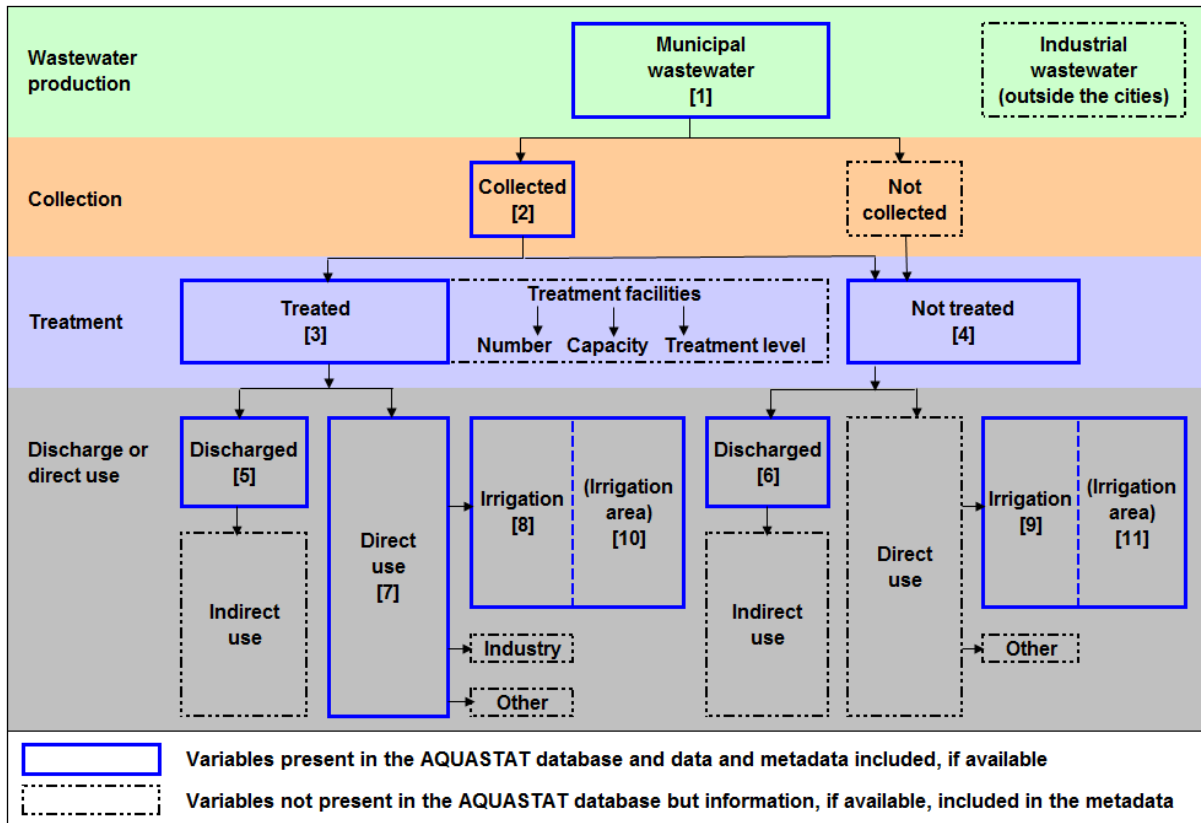 Wastewater
production
Municipal
wastewater
[1]
Industrial
wastewater
(outside the cities)
Collection
Collected
[2]
Not
collected
Treatment
Treated
[3]
Treatment facilities
Number Capacity Treatment level
Not treated
[4]
Discharge or
direct use
Discharged
[5]
Indirect
use
Direct
use
[7]
Irrigation
[8]
(Irrigation
area)
[10]
Industry
Other
Discharged
[6]
Indirect
use
Direct
use
Irrigation
[9]
(Irrigation
area)
[11]
Other
Variables present in the AQUASTAT database and data and metadata included, if available
Variables not present in the AQUASTAT database but information, if available, included in the metadata